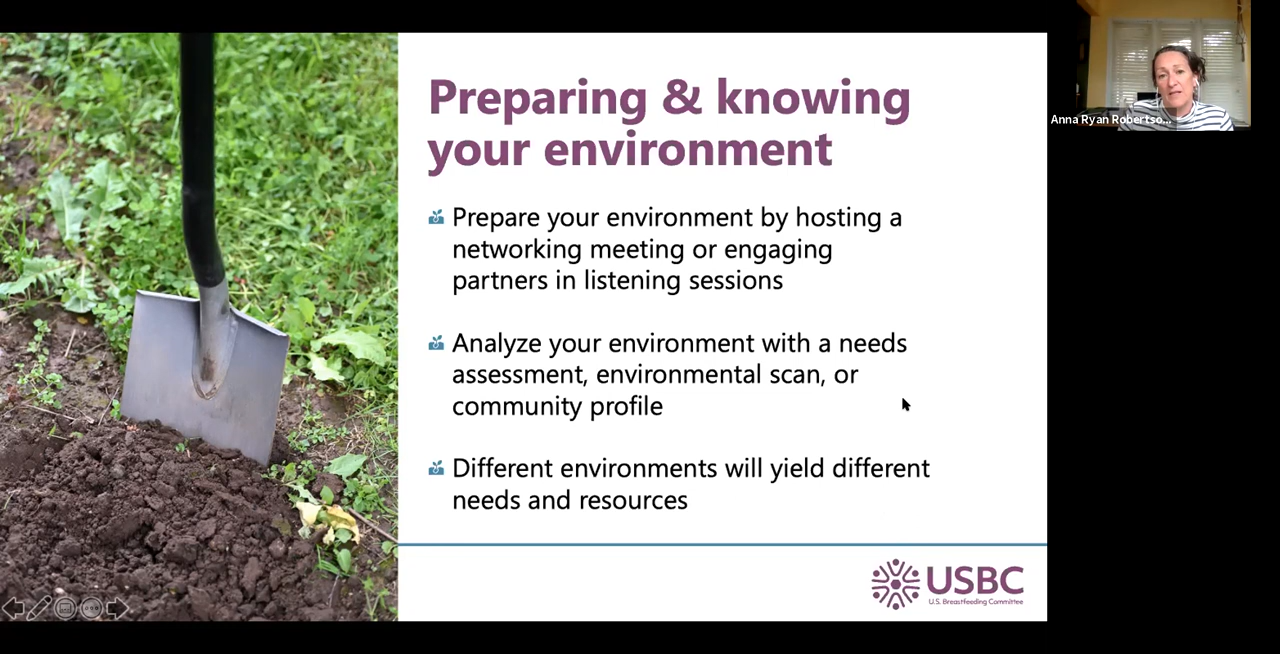 Preparing & knowing
your environment
Prepare your environment by hosting a
networking meeting or engaging
partners in listening sessions
Analyze your environment with a needs
assessment, environmental scan, or
community profile
Different environments will yield different
needs and resources
USBC
U.S. Breastfeeding Committee
Anna Ryan Robertso...